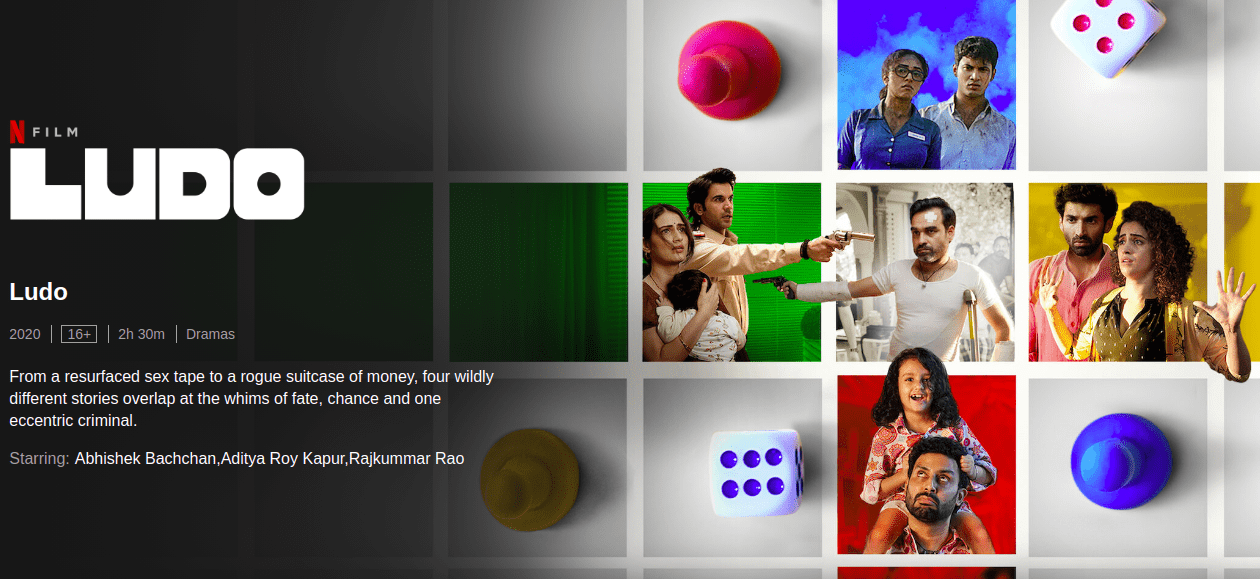 N FILM
LUDO
Ludo
2020 16+ 2h 30m Dramas
From a resurfaced sex tape to a rogue suitcase of money, four wildly
different stories overlap at the whims of fate, chance and one
eccentric criminal.
Starring: Abhishek Bachchan,Aditya Roy Kapur,Rajkummar Rao